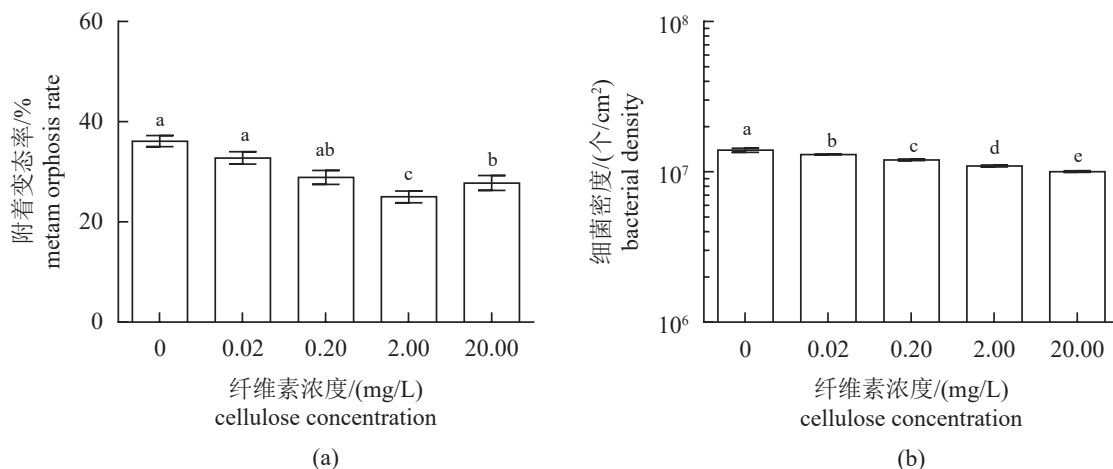 60
40
20
0
附着变态率/%
metam orphosis rate
a
a
ab
c
b
0 0.02 0.20 2.00 20.00
纤维素浓度/(mg/L)
cellulose concentration
(a)
10⁸
10⁷
10⁶
细菌密度/(个/cm²)
bacterial density
a
b
c
d
e
0 0.02 0.20 2.00 20.00
纤维素浓度/(mg/L)
cellulose concentration
(b)